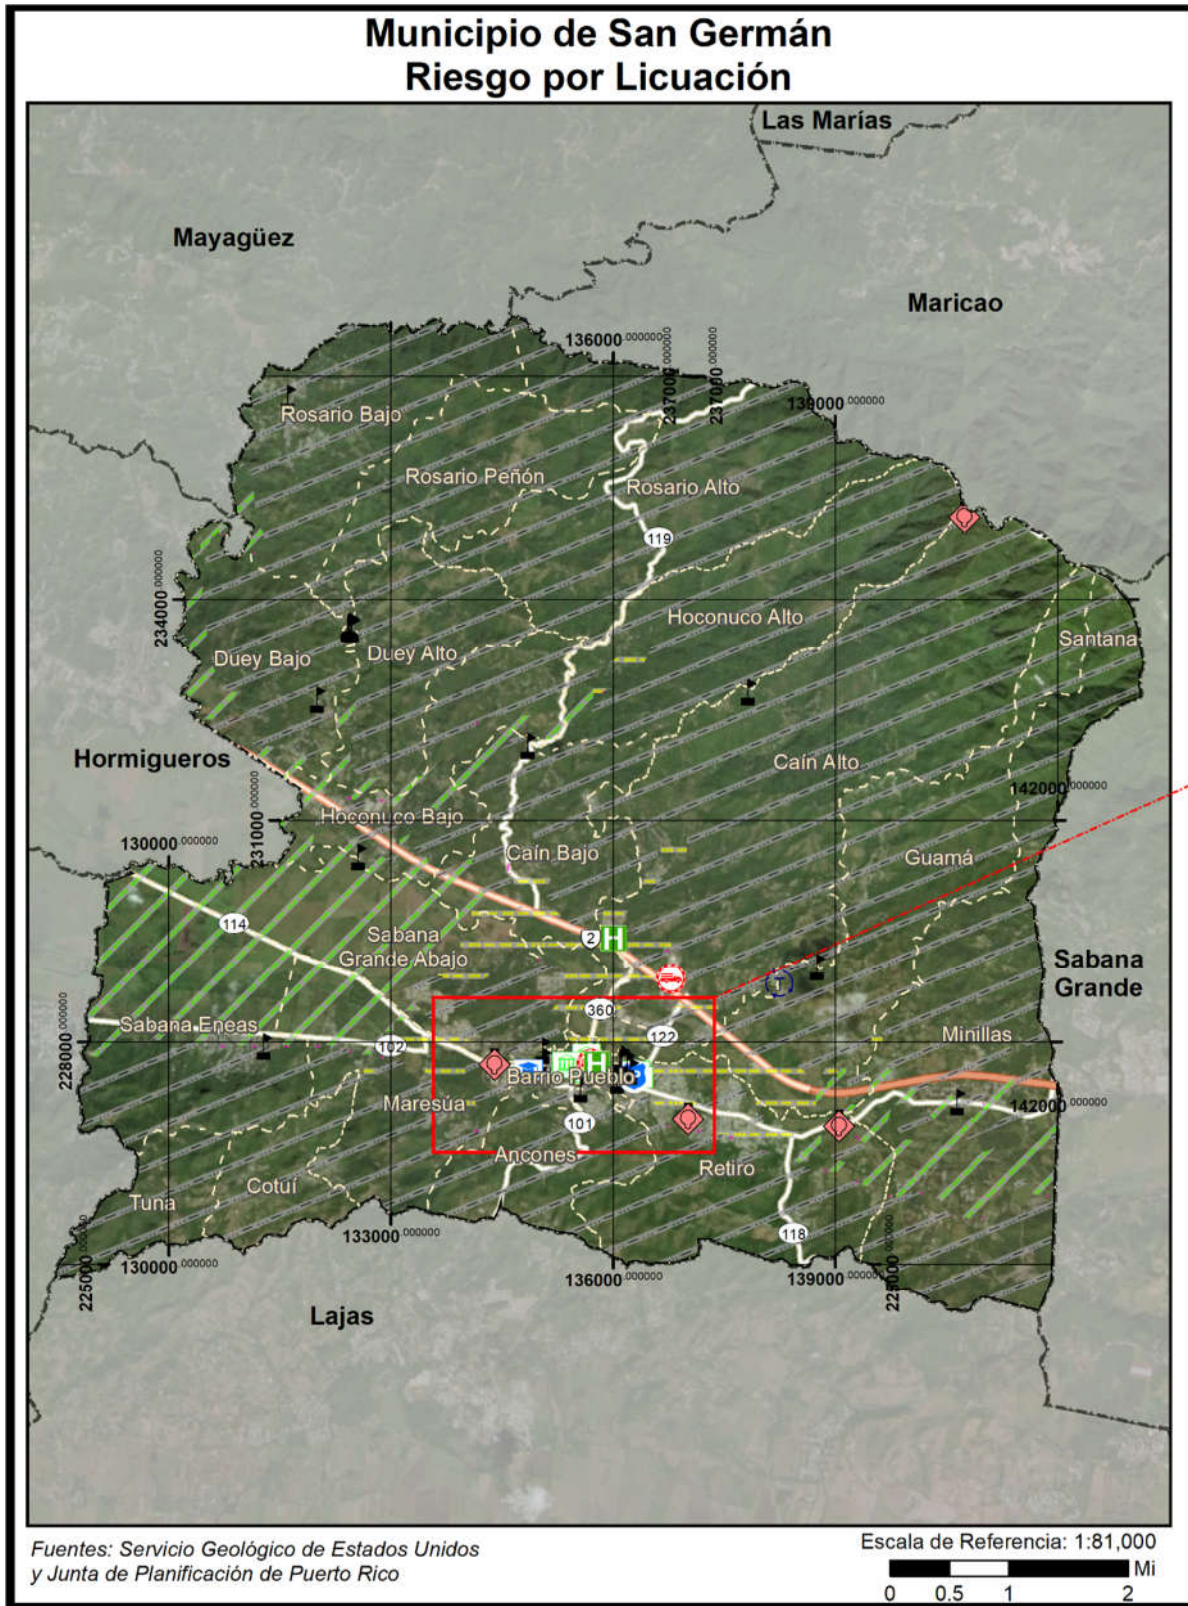 Municipio de San Germán
Riesgo por Licuación
Las Marías
Mayagüez
Maricao
136000.000000
237000.000000
237000.000000
139000.000000
Rosario Bajo
Rosario Peñón
Rosario Alto
119
234000.000000
Hoconuco Alto
Santana
Duey Bajo
Duey Alto
Hormigueros
Caín Alto
142000.000000
231000.000000
Hoconuco Bajo
130000.000000
Caín Bajo
Guamá
114
Sabana
Grande Abajo
2
H
Sabana
Grande
T
360
Sabana Eneas
102
122
Minillas
228000.000000
H
Barrio Pueblo
P
Maresúa
142000.000000
101
Ancones
Retiro
Cotuí
Tuna
118
133000.000000
225000.000000
130000.000000
136000.000000
139000.000000
225000.000000
Lajas
Fuentes: Servicio Geológico de Estados Unidos
y Junta de Planificación de Puerto Rico
Escala de Referencia: 1:81,000
Mi
0 0.5 1 2